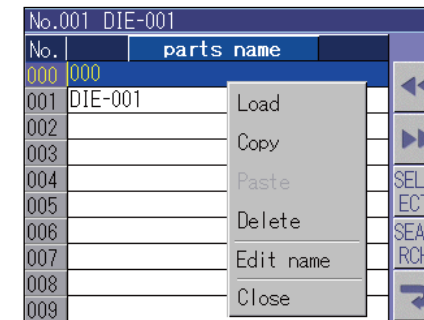 No.001 DIE-001
No. parts name
000 000
001 DIE-001
002
003
004
005
006
007
008
009
Load
Copy
Paste
Delete
Edit name
Close
SEL
ECT
SEA
RCH